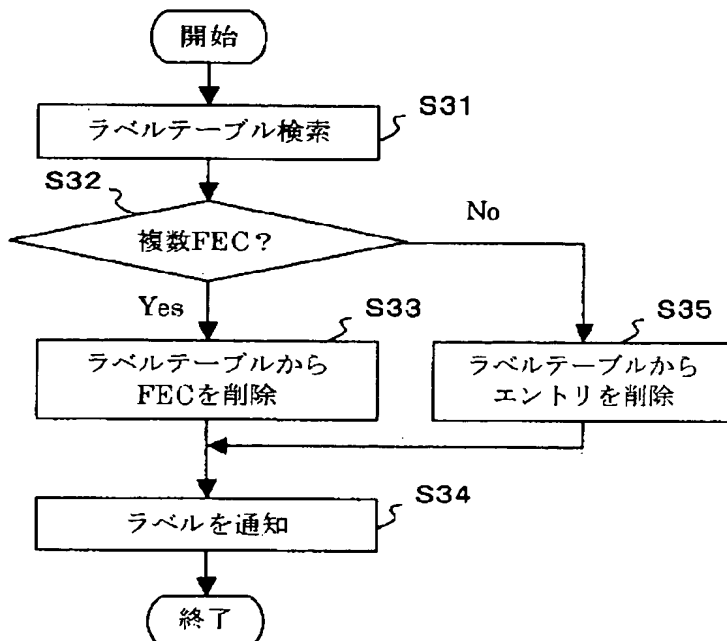 開始
ラベルテーブル検索
S31
S32
複数FEC?
No
Yes
S33
ラベルテーブルから
FECを削除
S35
ラベルテーブルから
エントリを削除
S34
ラベルを通知
終了